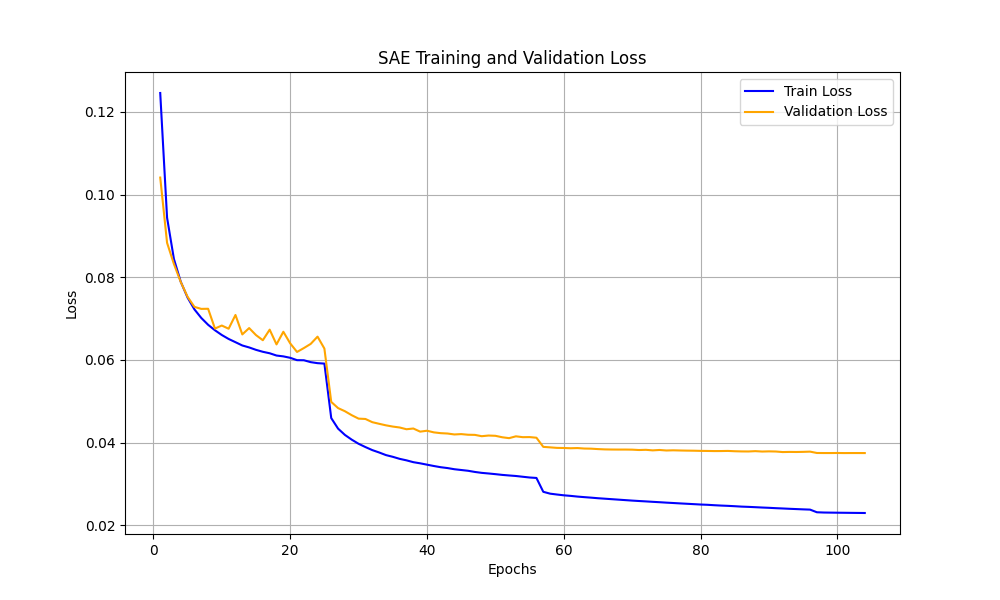 SAE Training and Validation Loss
Train Loss
Validation Loss
0.12
0.10
0.08
0.06
0.04
0.02
Loss
0 20 40 60 80 100
Epochs